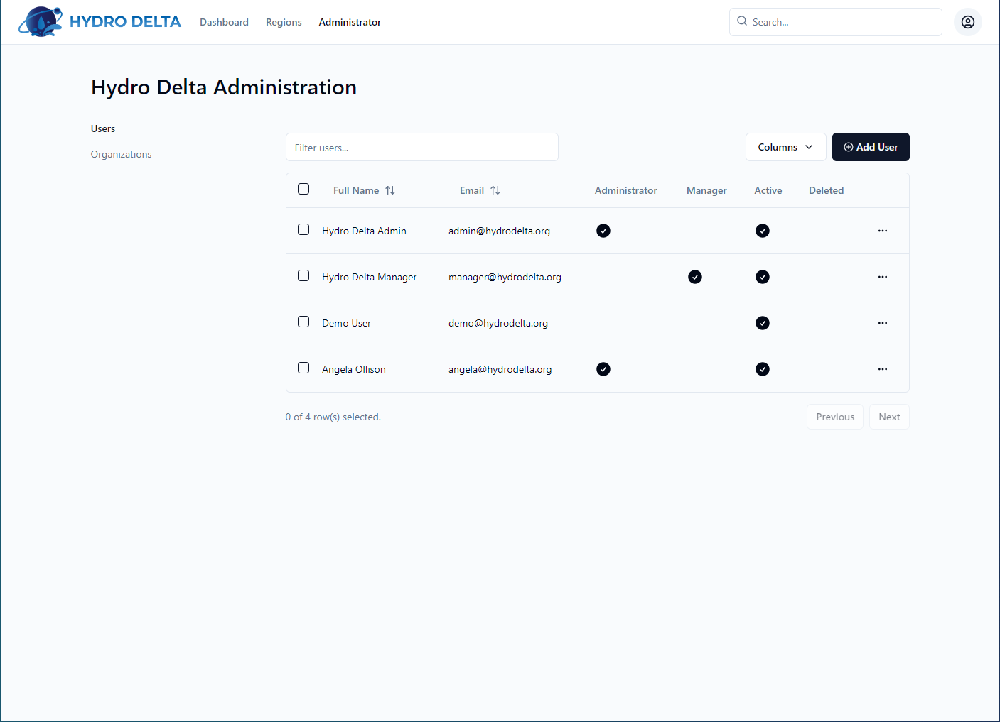 HYDRO DELTA Dashboard Regions Administrator Search...
Hydro Delta Administration
Users
Organizations
Filter users... Columns Add User
Full Name Email Administrator Manager Active Deleted
Hydro Delta Admin admin@hydrodelta.org
Hydro Delta Manager manager@hydrodelta.org
Demo User demo@hydrodelta.org
Angela Ollison angela@hydrodelta.org
0 of 4 row(s) selected. Previous Next